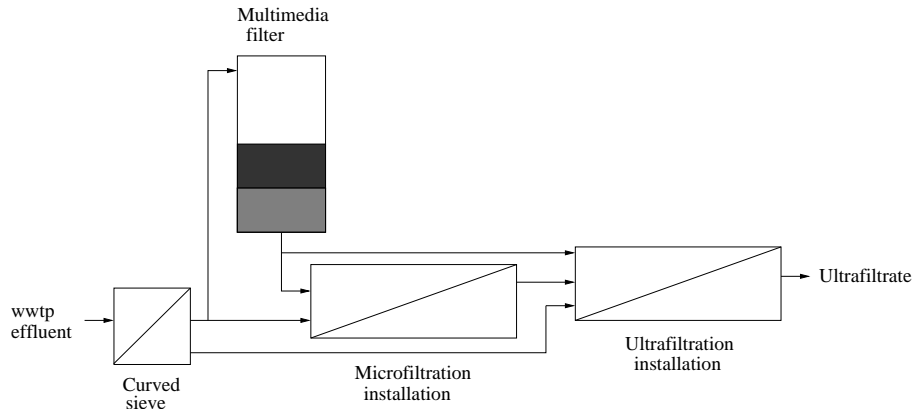 Multimedia
filter
wwtp
effluent
Curved
sieve
Microfiltration
installation
Ultrafiltration
installation
Ultrafiltrate